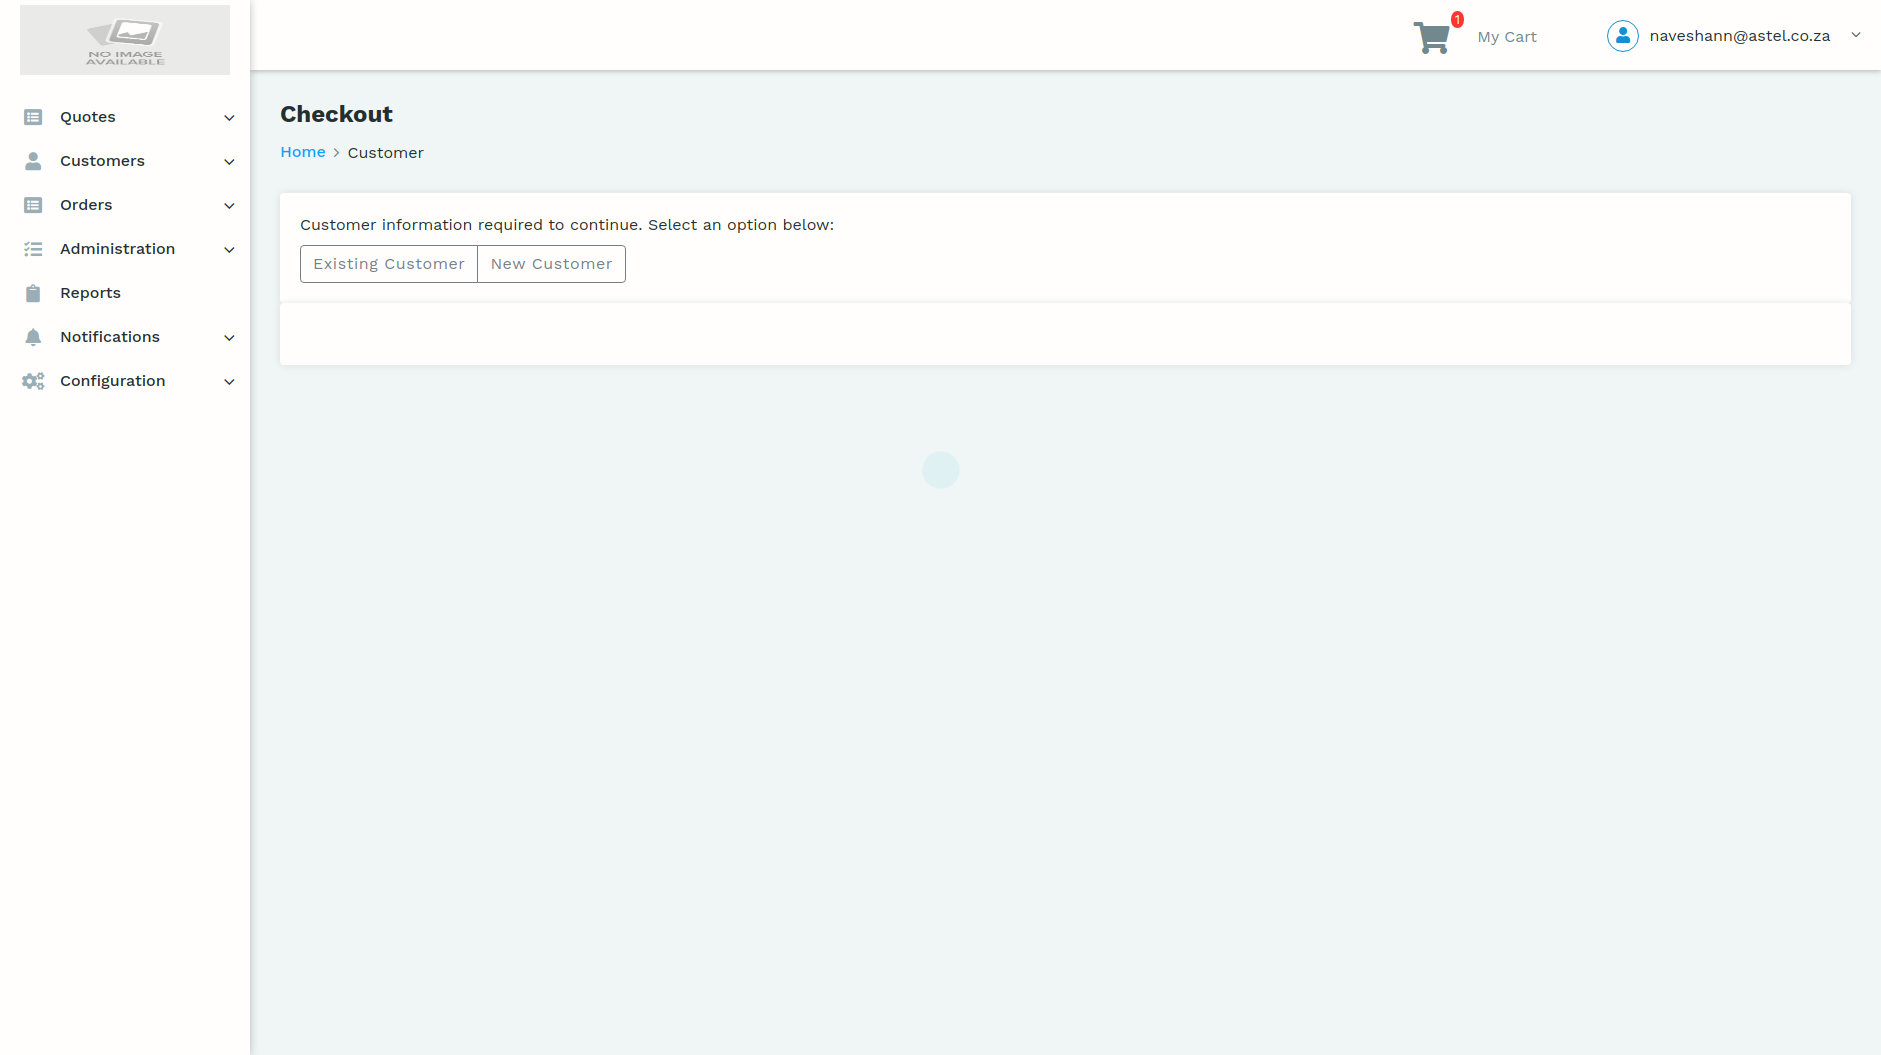 NO IMAGE
AVAILABLE
1
My Cart
naveshann@astel.co.za
Quotes
Customers
Orders
Administration
Reports
Notifications
Configuration
Checkout
Home > Customer
Customer information required to continue. Select an option below:
Existing Customer New Customer